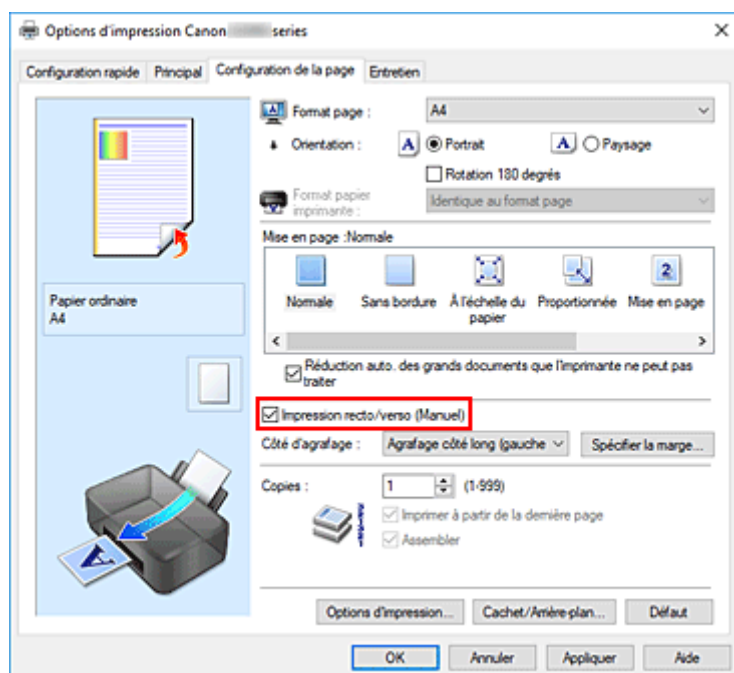 Options d'impression Canon series
Configuration rapide Principal Configuration de la page Entretien
Format page : A4
Orientation : A Portrait A Paysage
Rotation 180 degrés
Format papier
imprimante : Identique au format page
Mise en page :Normale
2
Normale Sans bordure À l'échelle du Proportionnée Mise en page
papier
Papier ordinaire
A4
Réduction auto. des grands documents que l'imprimante ne peut pas
traiter
Impression recto/verso (Manuel)
Côté d'agrafage : Agrafage côté long (gauche Spécifier la marge...
Copies : 1 (1-999)
Imprimer à partir de la dernière page
Assembler
A
Options d'impression... Cachet/Arrière-plan... Défaut
OK Annuler Appliquer Aide